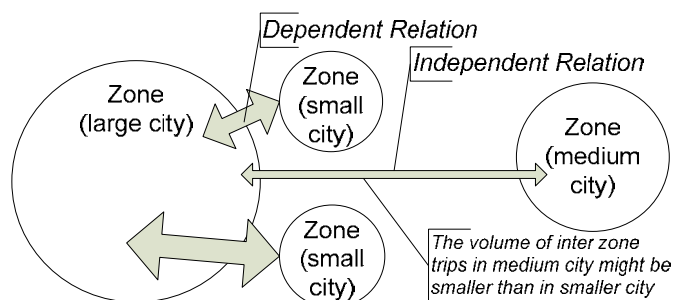 Dependent Relation
Independent Relation
Zone
(large city)
Zone
(small
city)
Zone
(medium
city)
Zone
(small
city)
The volume of inter zone
trips in medium city might be
smaller than in smaller city